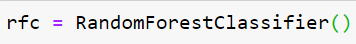 rfc = RandomForestClassifier()